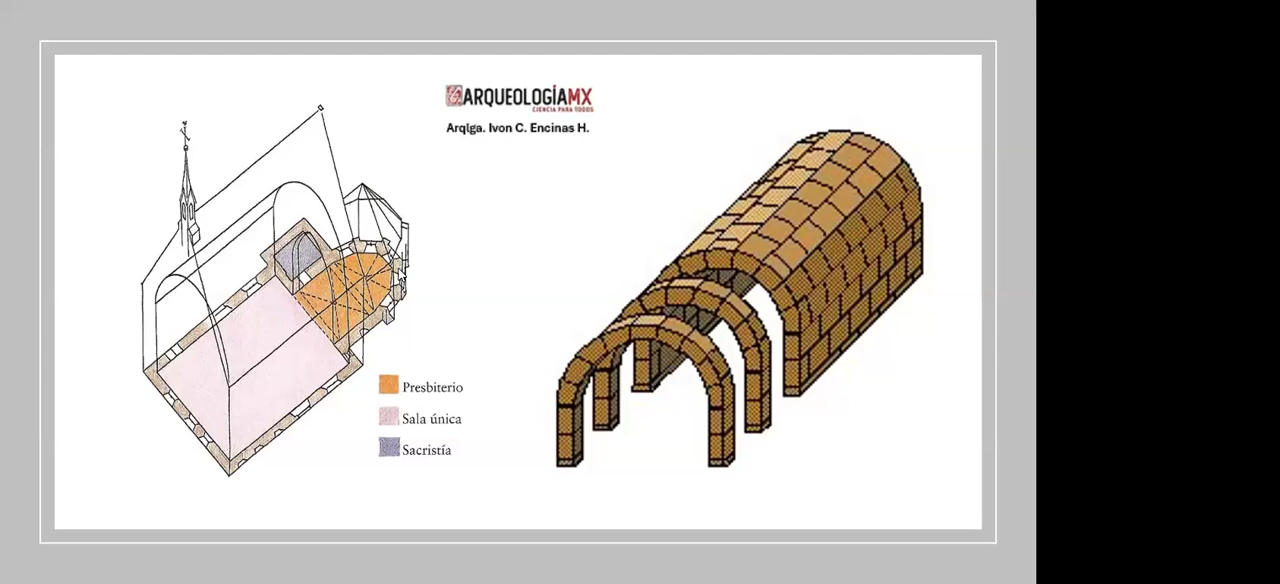 ARQUEOLOGÍAMX
CIENCIA PARA TODOS
Arqlga. Ivon C. Encinas H.
Presbiterio
Sala única
Sacristía